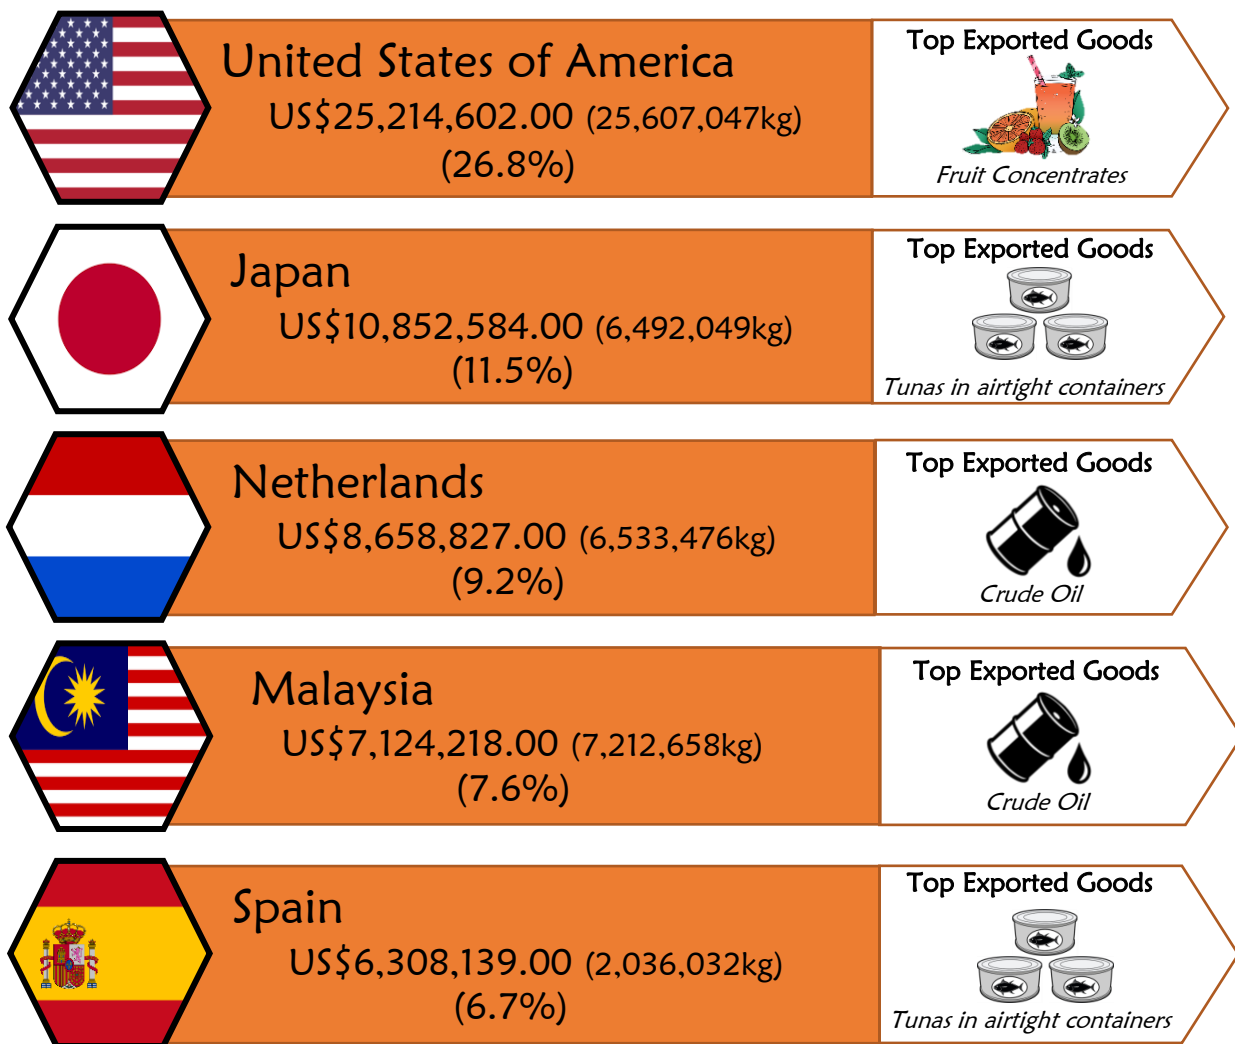 United States of America
US$25,214,602.00 (25,607,047kg)
(26.8%)
Top Exported Goods
Fruit Concentrates
Japan
US$10,852,584.00 (6,492,049kg)
(11.5%)
Top Exported Goods
Tunas in airtight containers
Netherlands
US$8,658,827.00 (6,533,476kg)
(9.2%)
Top Exported Goods
Crude Oil
Malaysia
US$7,124,218.00 (7,212,658kg)
(7.6%)
Top Exported Goods
Crude Oil
Spain
US$6,308,139.00 (2,036,032kg)
(6.7%)
Top Exported Goods
Tunas in airtight containers